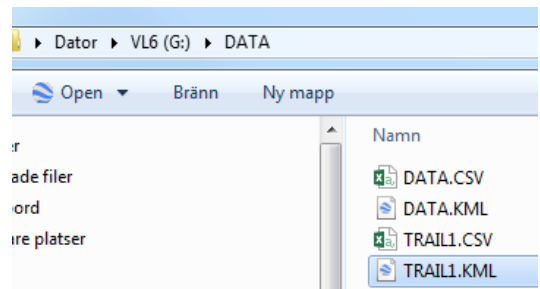 Dator VL6 (G:) DATA
Open Bränn Ny mapp
Namn
er
ade filer
ord
are platser
DATA.CSV
DATA.KML
TRAIL1.CSV
TRAIL1.KML